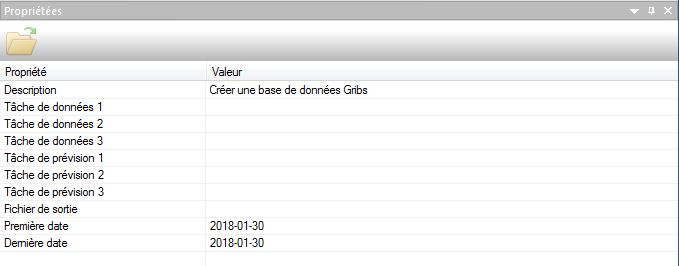 Propriétées
Propriété Valeur
Description Créer une base de données Gribs
Tâche de données 1
Tâche de données 2
Tâche de données 3
Tâche de prévision 1
Tâche de prévision 2
Tâche de prévision 3
Fichier de sortie
Première date 2018-01-30
Dernière date 2018-01-30